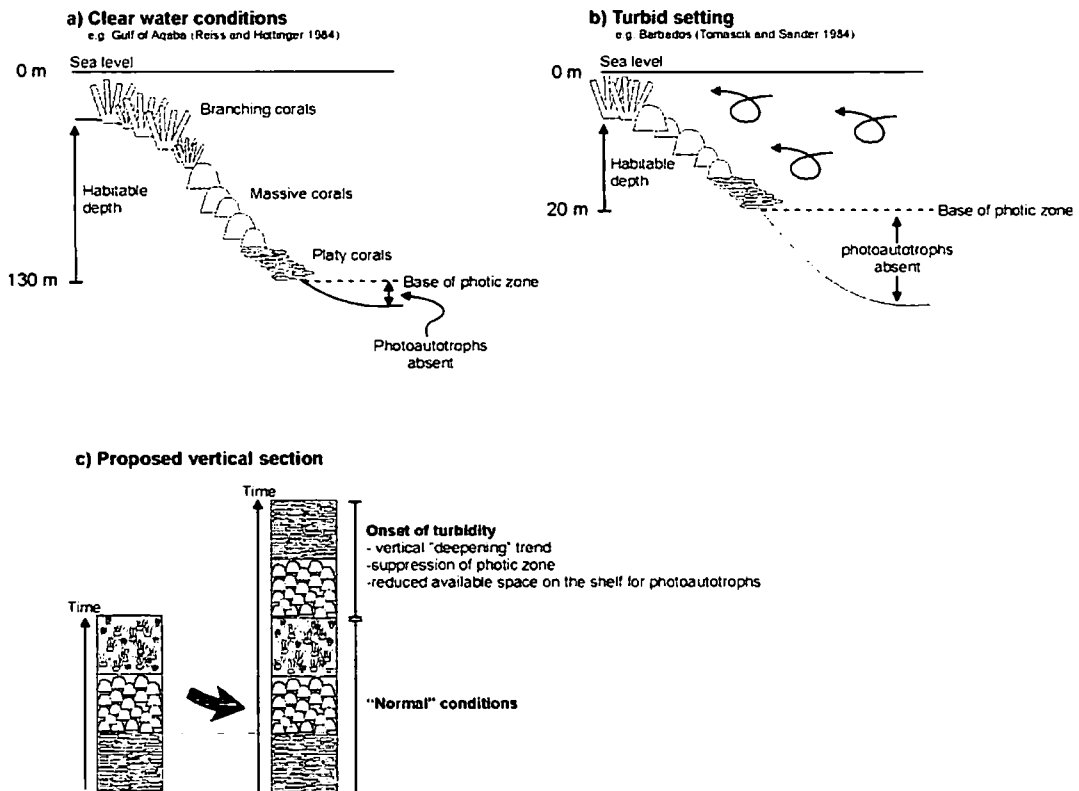 a) Clear water conditions
e.g. Gulf of Aqaba (Reiss and Hottinger 1984)
0 m
Sea level
Branching corals
Habitable
depth
Massive corals
Platy corals
130 m
Base of photic zone
Photoautotrophs
absent
b) Turbid setting
e.g. Barbados (Tomascik and Sander 1984)
0 m
Sea level
Habitable
depth
20 m
Base of photic zone
photoautotrophs
absent
c) Proposed vertical section
Time
Time
Onset of turbidity
- vertical "deepening" trend
-suppression of photic zone
-reduced available space on the shelf for photoautotrophs
"Normal" conditions